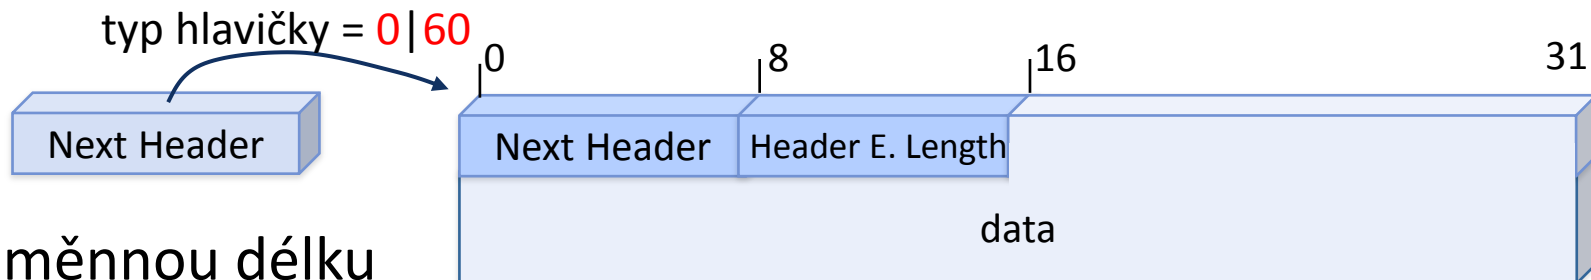 typ hlavičky = 0|60
0 8 16 31
Next Header
Next Header Header E. Length
data
měnnou délku